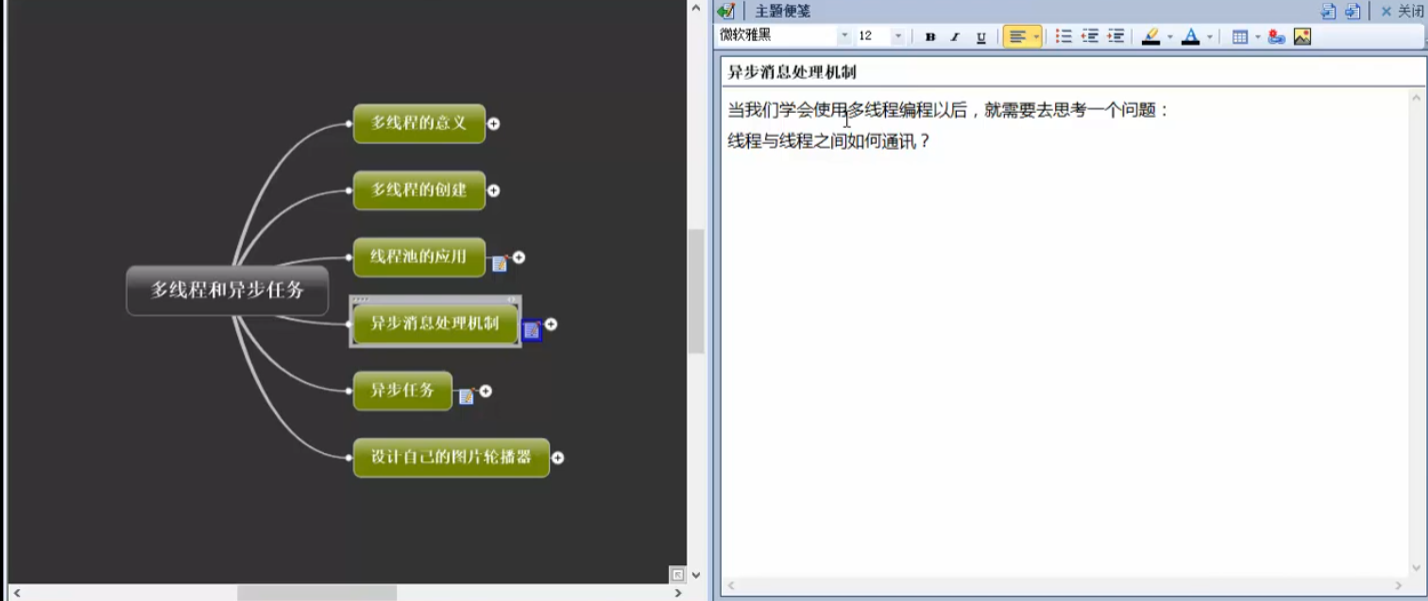 多线程和异步任务
多线程的意义
多线程的创建
线程池的应用
异步消息处理机制
异步任务
设计自己的图片轮播器
主题便笺
关闭
微软雅黑
12
B I U
A
异步消息处理机制
当我们学会使用多线程编程以后，就需要去思考一个问题：
线程与线程之间如何通讯？